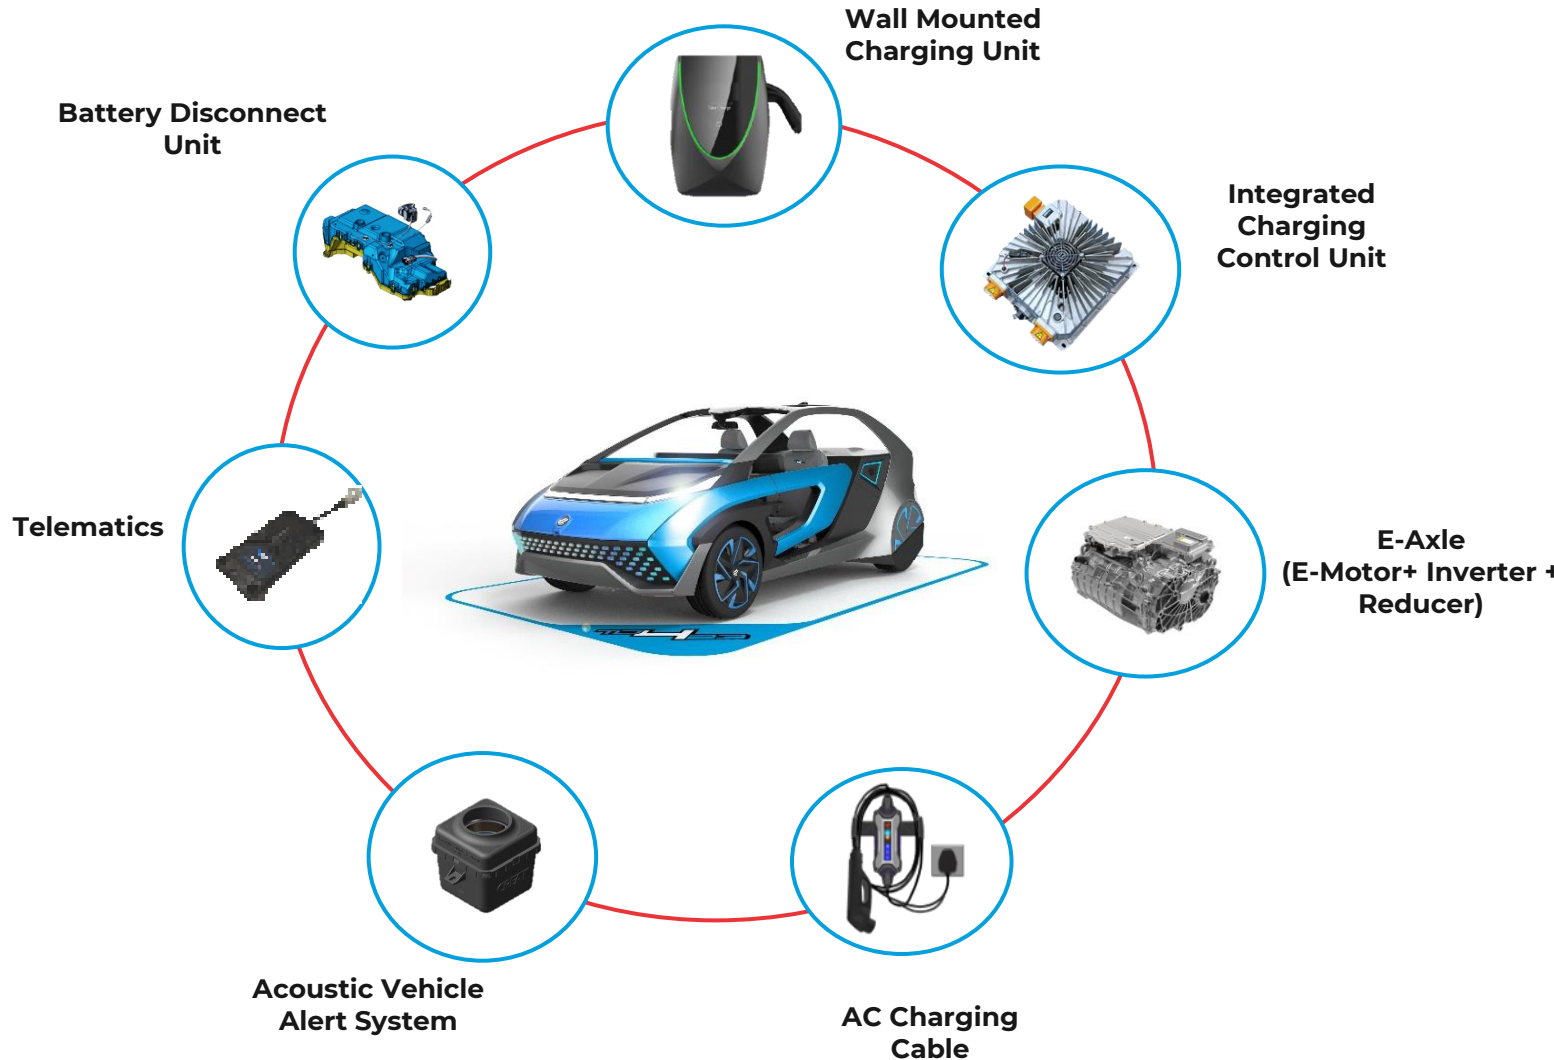 Wall Mounted
Charging Unit
Battery Disconnect
Unit
Integrated
Charging
Control Unit
Telematics
E-Axle
(E-Motor+ Inverter +
Reducer)
Acoustic Vehicle
Alert System
AC Charging
Cable